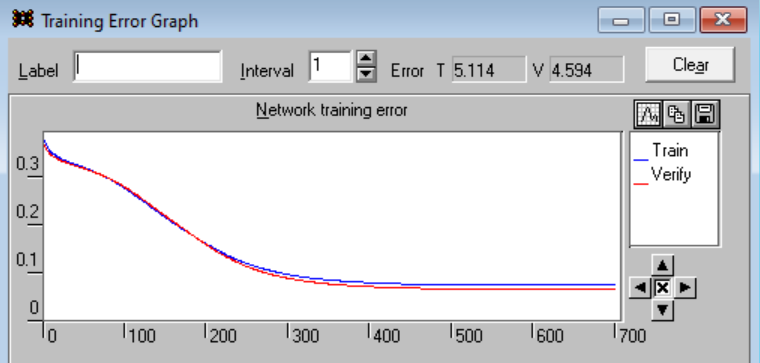 Training Error Graph
Label Interval 1 Error T 5.114 V 4.594 Clear
Network training error
Train
Verify
0.3
0.2
0.1
0
0 100 200 300 400 500 600 700